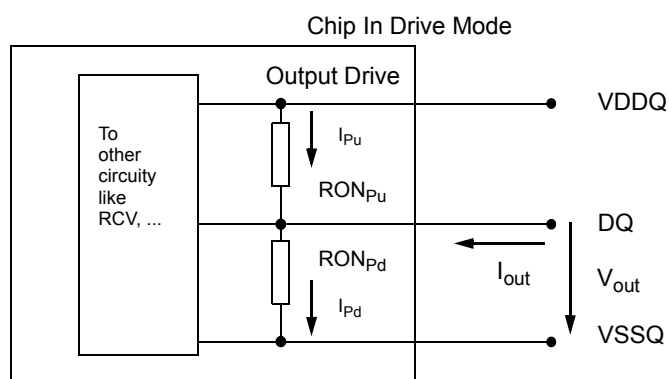 Chip In Drive Mode
Output Drive
To
other
circuity
like
RCV, ...
IPu
RONPu
RONPd
IPd
VDDQ
DQ
Iout
Vout
VSSQ